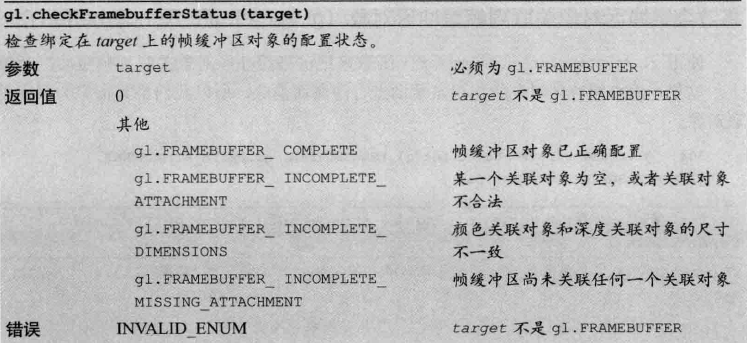 gl.checkFramebufferStatus(target)
检查绑定在 target 上的帧缓冲区对象的配置状态。
参数 target 必须为 gl.FRAMEBUFFER
返回值 0 target 不是 gl.FRAMEBUFFER
其他
gl.FRAMEBUFFER_ COMPLETE 帧缓冲区对象已正确配置
gl.FRAMEBUFFER_ INCOMPLETE_ 某一个关联对象为空，或者关联对象
ATTACHMENT 不合法
gl.FRAMEBUFFER_ INCOMPLETE_ 颜色关联对象和深度关联对象的尺寸
DIMENSIONS 不一致
gl.FRAMEBUFFER_ INCOMPLETE_ 帧缓冲区尚未关联任何一个关联对象
MISSING_ATTACHMENT
错误 INVALID_ENUM target 不是 gl.FRAMEBUFFER